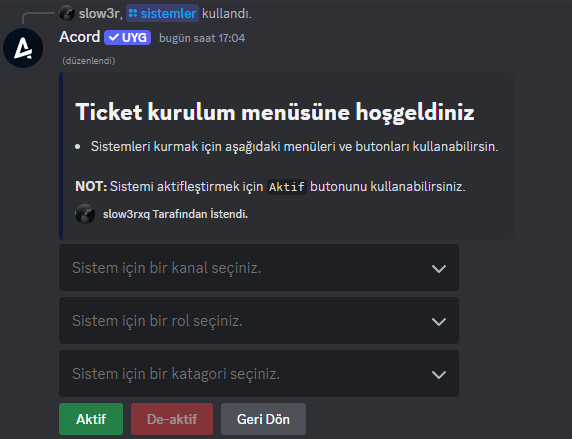 slow3r, sistemler kullandı.
Acord ✓ UYG bugün saat 17:04
(düzenlendi)
Ticket kurulum menüsüne hoşgeldiniz
• Sistemleri kurmak için aşağıdaki menüleri ve butonları kullanabilirsin.
NOT: Sistemi aktifleştirmek için Aktif butonunu kullanabilirsiniz.
slow3rxq Tarafından İstendi.
Sistem için bir kanal seçiniz.
Sistem için bir rol seçiniz.
Sistem için bir katagori seçiniz.
Aktif De-aktif Geri Dön